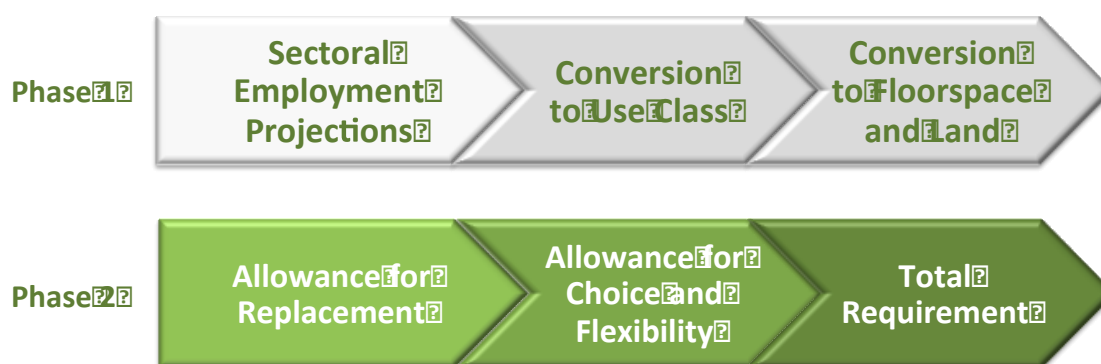 Phase 1
Sectoral
Employment
Projections
Conversion
to Use Class
Conversion
to Floorspace
and Land
Phase 2
Allowance for
Replacement
Allowance for
Choice and
Flexibility
Total
Requirement